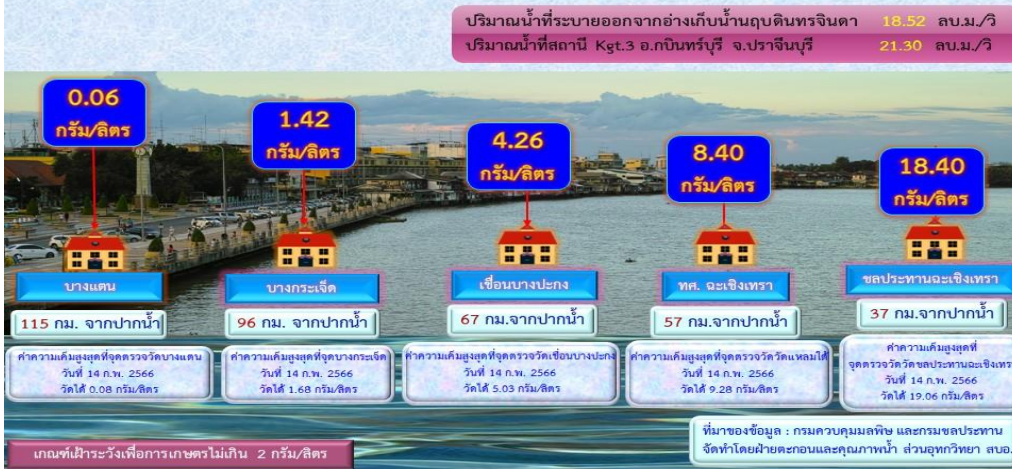 ปริมาณน้ำที่ระบายออกจากอ่างเก็บน้ำนฤบดินทรจินดา 18.52 ลบ.ม./วิ
ปริมาณน้ำที่สถานี Kgt.3 อ.กบินทร์บุรี จ.ปราจีนบุรี 21.30 ลบ.ม./วิ
0.06
กรัม/ลิตร
1.42
กรัม/ลิตร
4.26
กรัม/ลิตร
8.40
กรัม/ลิตร
18.40
กรัม/ลิตร
บางแตน
บางกระเจ็ด
เขื่อนบางปะกง
ทศ. ฉะเชิงเทรา
ชลประทานฉะเชิงเทรา
115 กม. จากปากน้ำ
96 กม. จากปากน้ำ
67 กม.จากปากน้ำ
57 กม.จากปากน้ำ
37 กม.จากปากน้ำ
ค่าความเค็มสูงสุดที่จุดตรวจวัดบางแตน
วันที่ 14 ก.พ. 2566
วัดได้ 0.08 กรัม/ลิตร
ค่าความเค็มสูงสุดที่จุดบางกระเจ็ด
วันที่ 14 ก.พ. 2566
วัดได้ 1.68 กรัม/ลิตร
ค่าความเค็มสูงสุดที่จุดตรวจวัดเขื่อนบางปะกง
วันที่ 14 ก.พ. 2566
วัดได้ 5.03 กรัม/ลิตร
ค่าความเค็มสูงสุดที่จุดตรวจวัดวัดแหลมใต้
วันที่ 14 ก.พ. 2566
วัดได้ 9.28 กรัม/ลิตร
ค่าความเค็มสูงสุดที่
จุดตรวจวัดวัดชลประทานฉะเชิงเทรา
วันที่ 14 ก.พ. 2566
วัดได้ 19.06 กรัม/ลิตร
เกณฑ์เฝ้าระวังเพื่อการเกษตรไม่เกิน 2 กรัม/ลิตร
ที่มาของข้อมูล : กรมควบคุมมลพิษ และกรมชลประทาน
จัดทำโดยฝ่ายตะกอนและคุณภาพน้ำ ส่วนอุทกวิทยา สบอ.